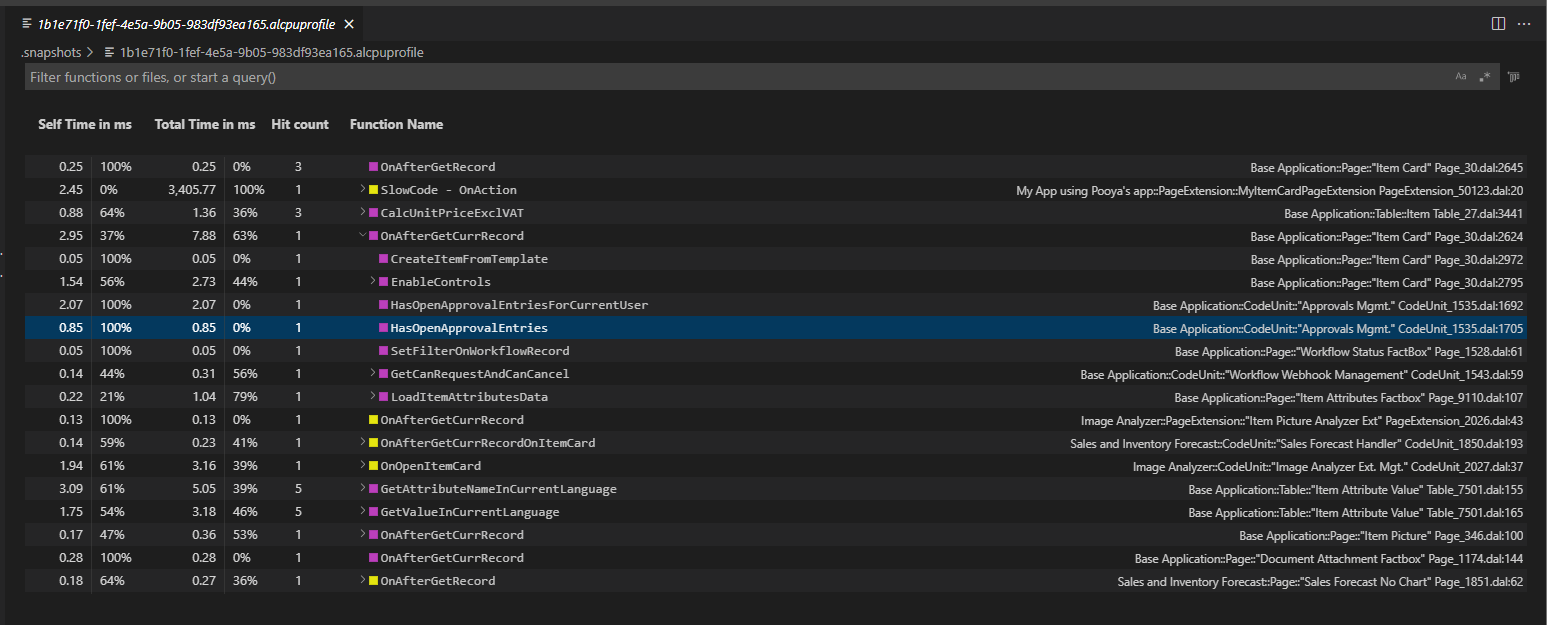 1b1e71f0-1fef-4e5a-9b05-983df93ea165.alcpuprofile
.snapshots > 1b1e71f0-1fef-4e5a-9b05-983df93ea165.alcpuprofile
Filter functions or files, or start a query() Aa .*
Self Time in ms Total Time in ms Hit count Function Name
0.25 100% 0.25 0% 3 OnAfterGetRecord Base Application::Page::"Item Card" Page_30.dal:2645
2.45 0% 3,405.77 100% 1 SlowCode - OnAction My App using Pooya's app::PageExtension::MyItemCardPageExtension PageExtension_50123.dal:20
0.88 64% 1.36 36% 3 CalcUnitPriceExclVAT Base Application::Table::Item Table_27.dal:3441
2.95 37% 7.88 63% 1 OnAfterGetCurrRecord Base Application::Page::"Item Card" Page_30.dal:2624
0.05 100% 0.05 0% 1 CreateItemFromTemplate Base Application::Page::"Item Card" Page_30.dal:2972
1.54 56% 2.73 44% 1 EnableControls Base Application::Page::"Item Card" Page_30.dal:2795
2.07 100% 2.07 0% 1 HasOpenApprovalEntriesForCurrentUser Base Application::CodeUnit::"Approvals Mgmt." CodeUnit_1535.dal:1692
0.85 100% 0.85 0% 1 HasOpenApprovalEntries Base Application::CodeUnit::"Approvals Mgmt." CodeUnit_1535.dal:1705
0.05 100% 0.05 0% 1 SetFilterOnWorkflowRecord Base Application::Page::"Workflow Status FactBox" Page_1528.dal:61
0.14 44% 0.31 56% 1 GetCanRequestAndCanCancel Base Application::CodeUnit::"Workflow Webhook Management" CodeUnit_1543.dal:59
0.22 21% 1.04 79% 1 LoadItemAttributesData Base Application::Page::"Item Attributes Factbox" Page_9110.dal:107
0.13 100% 0.13 0% 1 OnAfterGetCurrRecord Image Analyzer::PageExtension::"Item Picture Analyzer Ext" PageExtension_2026.dal:43
0.14 59% 0.23 41% 1 OnAfterGetCurrRecordOnItemCard Sales and Inventory Forecast::CodeUnit::"Sales Forecast Handler" CodeUnit_1850.dal:193
1.94 61% 3.16 39% 1 OnOpenItemCard Image Analyzer::CodeUnit::"Image Analyzer Ext. Mgt." CodeUnit_2027.dal:37
3.09 61% 5.05 39% 5 GetAttributeNameInCurrentLanguage Base Application::Table::"Item Attribute Value" Table_7501.dal:155
1.75 54% 3.18 46% 5 GetValueInCurrentLanguage Base Application::Table::"Item Attribute Value" Table_7501.dal:165
0.17 47% 0.36 53% 1 OnAfterGetCurrRecord Base Application::Page::"Item Picture" Page_346.dal:100
0.28 100% 0.28 0% 1 OnAfterGetCurrRecord Base Application::Page::"Document Attachment Factbox" Page_1174.dal:144
0.18 64% 0.27 36% 1 OnAfterGetRecord Sales and Inventory Forecast::Page::"Sales Forecast No Chart" Page_1851.dal:62